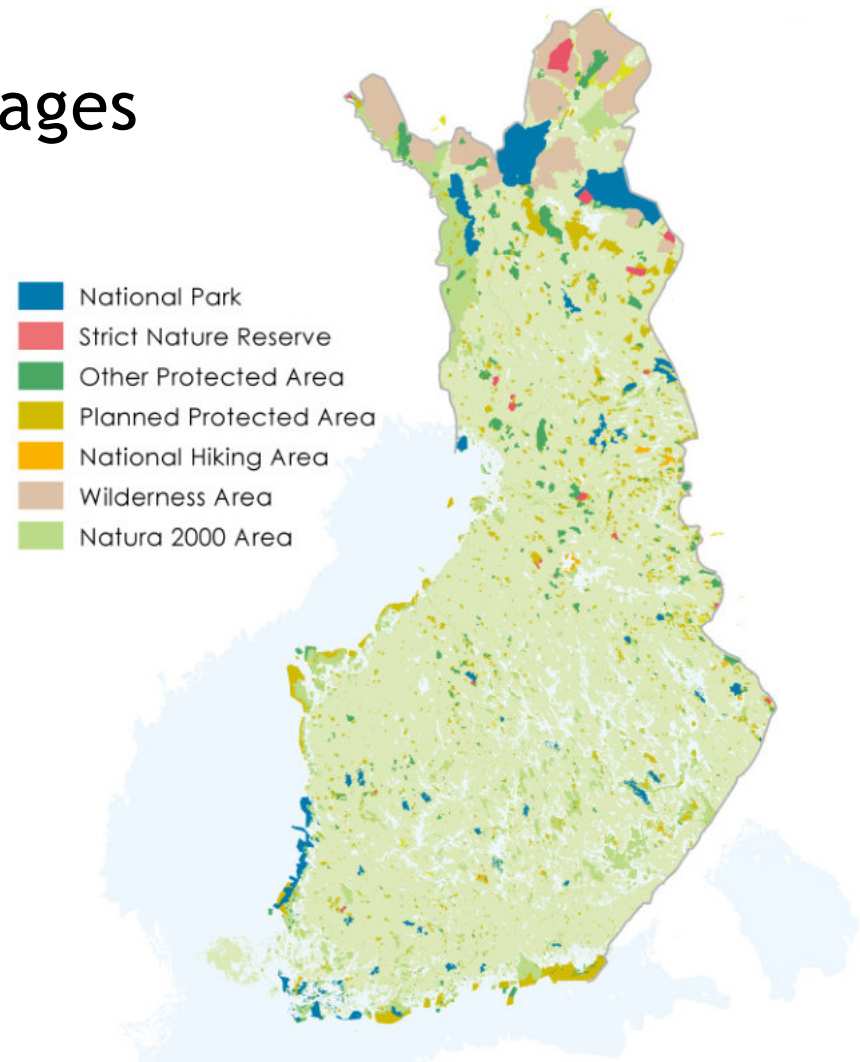 ages
National Park
Strict Nature Reserve
Other Protected Area
Planned Protected Area
National Hiking Area
Wilderness Area
Natura 2000 Area